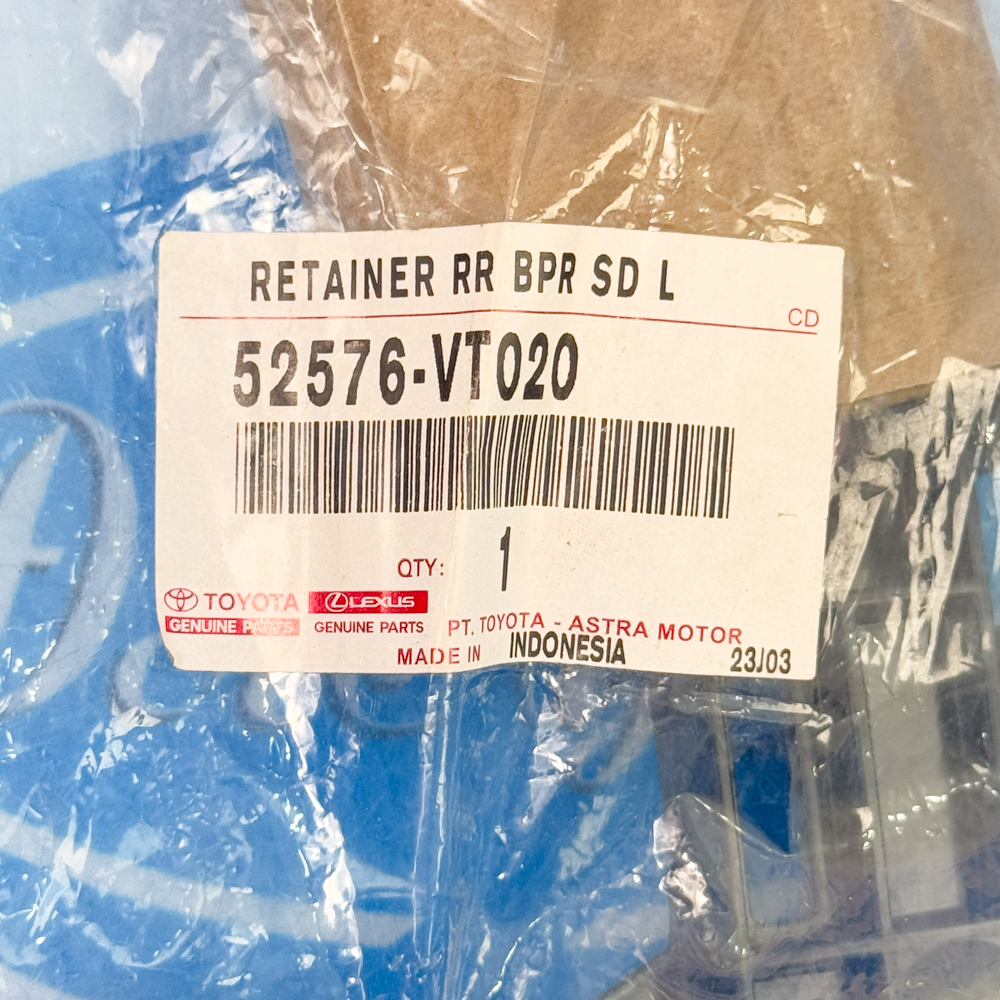 RETAINER RR BPR SD L
CD
52576-VT020
QTY: 1
TOYOTA LEXUS
GENUINE PARTS GENUINE PARTS PT. TOYOTA - ASTRA MOTOR
MADE IN INDONESIA 23J03